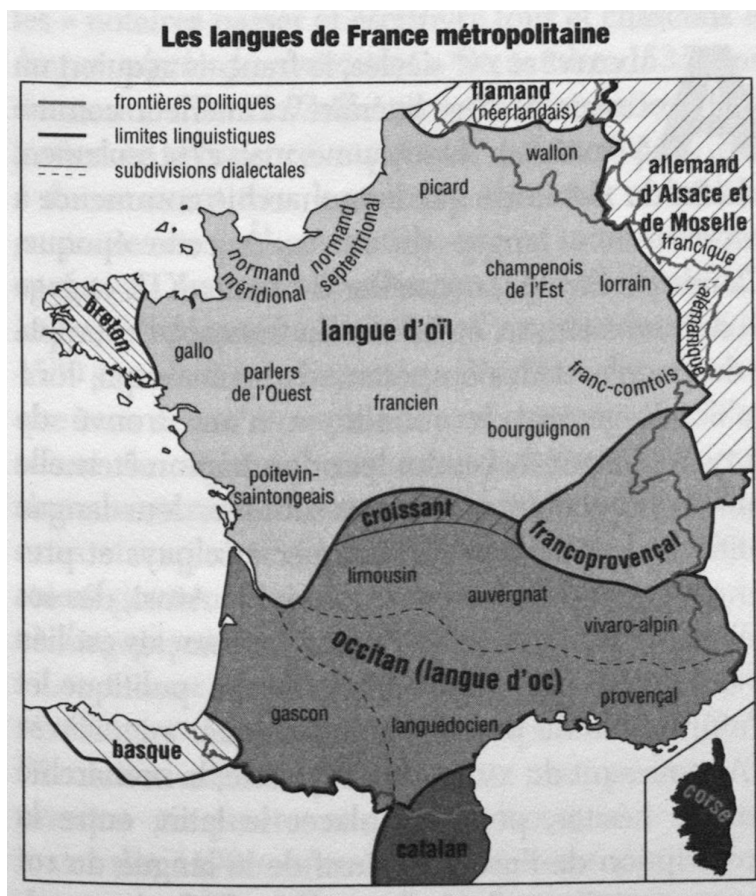 Les langues de France métropolitaine
frontières politiques
limites linguistiques
subdivisions dialectales
flamand
(néerlandais)
wallon
picard
allemand
d'Alsace et
de Moselle
francique
alémanique
normand
septentrional
normand
méridional
champenois
de l'Est
lorrain
breton
gallo
langue d'oïl
parlers
de l'Ouest
francien
franc-comtois
bourguignon
poitevin-
saintongeais
croissant
francoprovençal
limousin
auvergnat
vivaro-alpin
occitan (langue d'oc)
provençal
gascon
languedocien
basque
catalan
corse